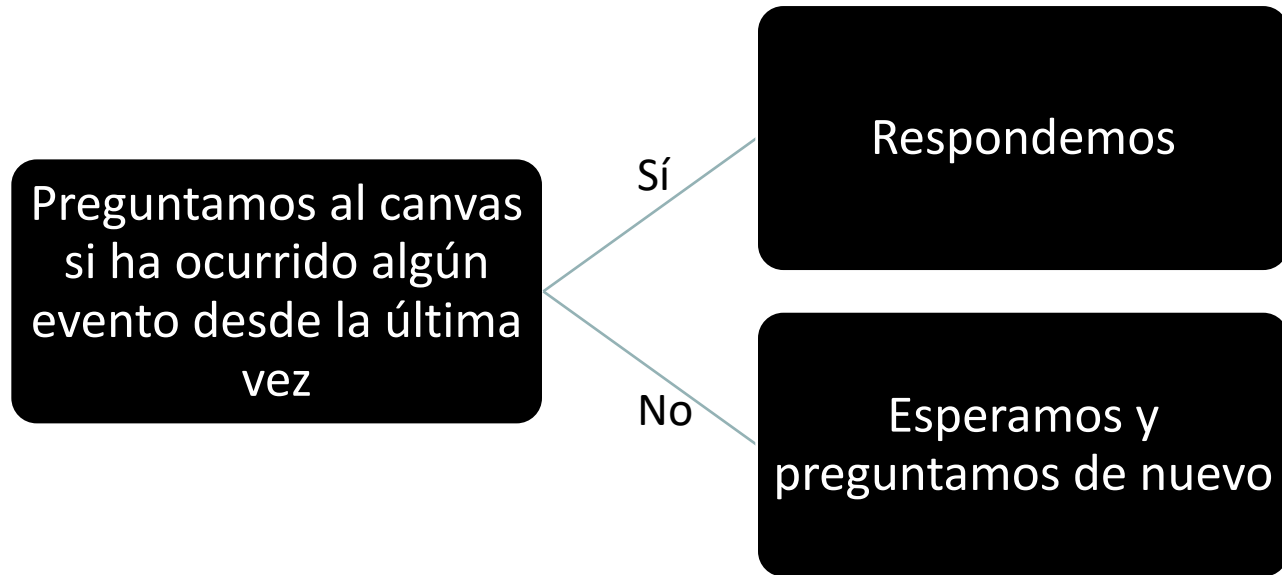 Preguntamos al canvas
si ha ocurrido algún
evento desde la última
vez
Sí
Respondemos
No
Esperamos y
preguntamos de nuevo